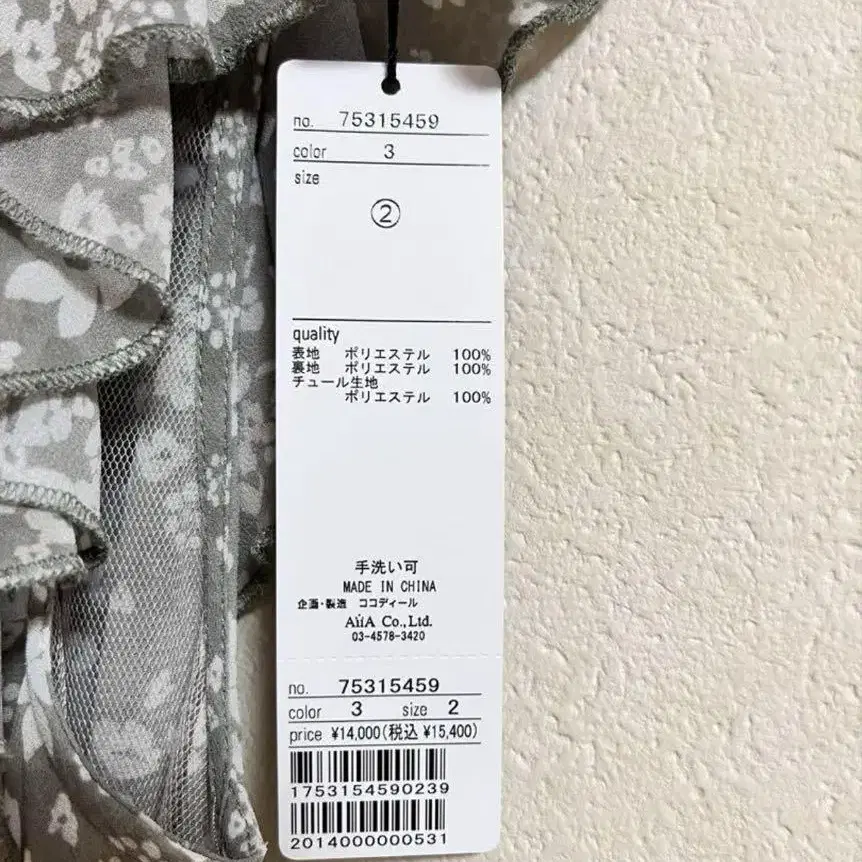 no. 75315459
color 3
size
②
quality
表地 ポリエステル 100%
裏地 ポリエステル 100%
チュール生地
ポリエステル 100%
手洗い可
MADE IN CHINA
企画・製造 ココディール
AiiA Co.,Ltd.
03-4578-3420
no. 75315459
color 3 size 2
price ¥14,000(税込 ¥15,400)
1753154590239
2014000000531